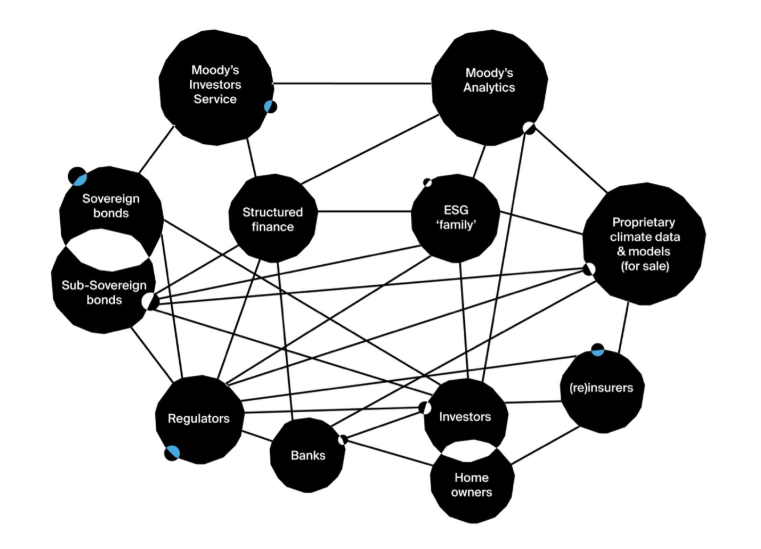 Moody's
Investors
Service
Moody's
Analytics
Sovereign
bonds
Structured
finance
ESG
‘family’
Proprietary
climate data
& models
(for sale)
Sub-Sovereign
bonds
(re)insurers
Regulators
Investors
Banks
Home
owners